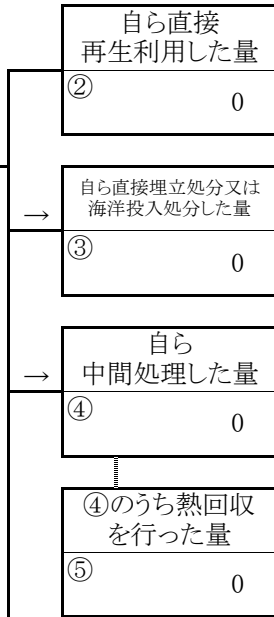 自ら直接
再生利用した量
②
0
→
自ら直接埋立処分又は
海洋投入処分した量
③
0
→
自ら
中間処理した量
④
0
④のうち熱回収
を行った量
⑤
0